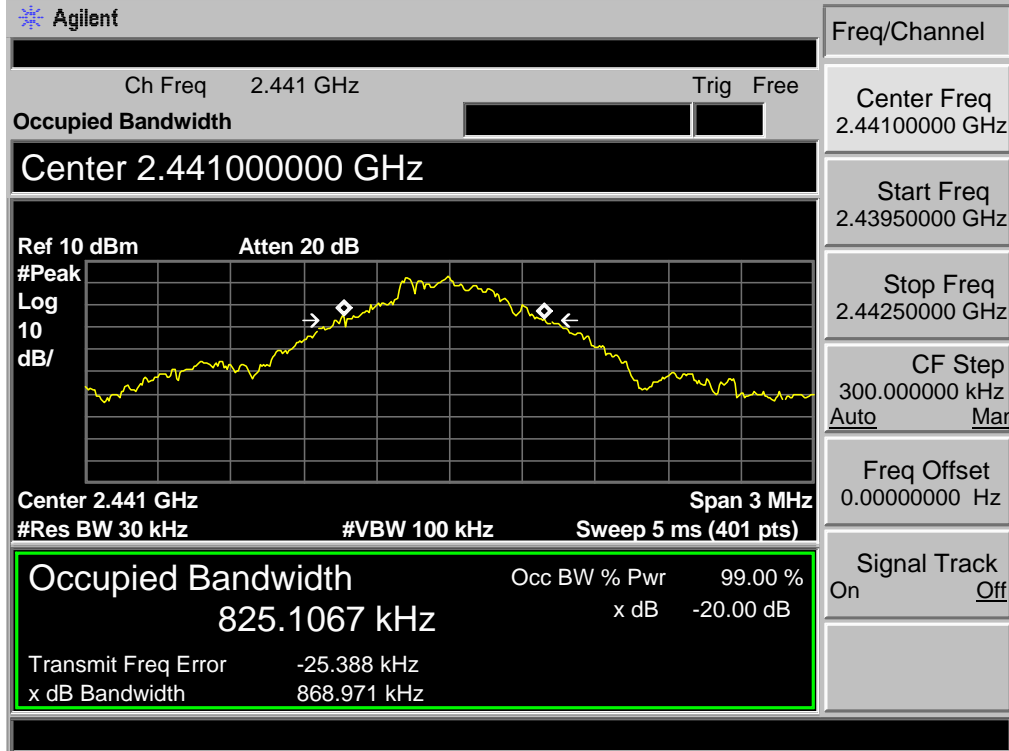 Agilent
Freq/Channel
Ch Freq 2.441 GHz Trig Free
Occupied Bandwidth
Center 2.441000000 GHz
Center Freq
2.44100000 GHz
Start Freq
2.43950000 GHz
Stop Freq
2.44250000 GHz
CF Step
300.000000 kHz
Auto Man
Freq Offset
0.00000000 Hz
Signal Track
On Off
Ref 10 dBm Atten 20 dB
#Peak
Log
10
dB/
Center 2.441 GHz Span 3 MHz
#Res BW 30 kHz #VBW 100 kHz Sweep 5 ms (401 pts)
Occupied Bandwidth Occ BW % Pwr 99.00 %
825.1067 kHz x dB -20.00 dB
Transmit Freq Error -25.388 kHz
x dB Bandwidth 868.971 kHz